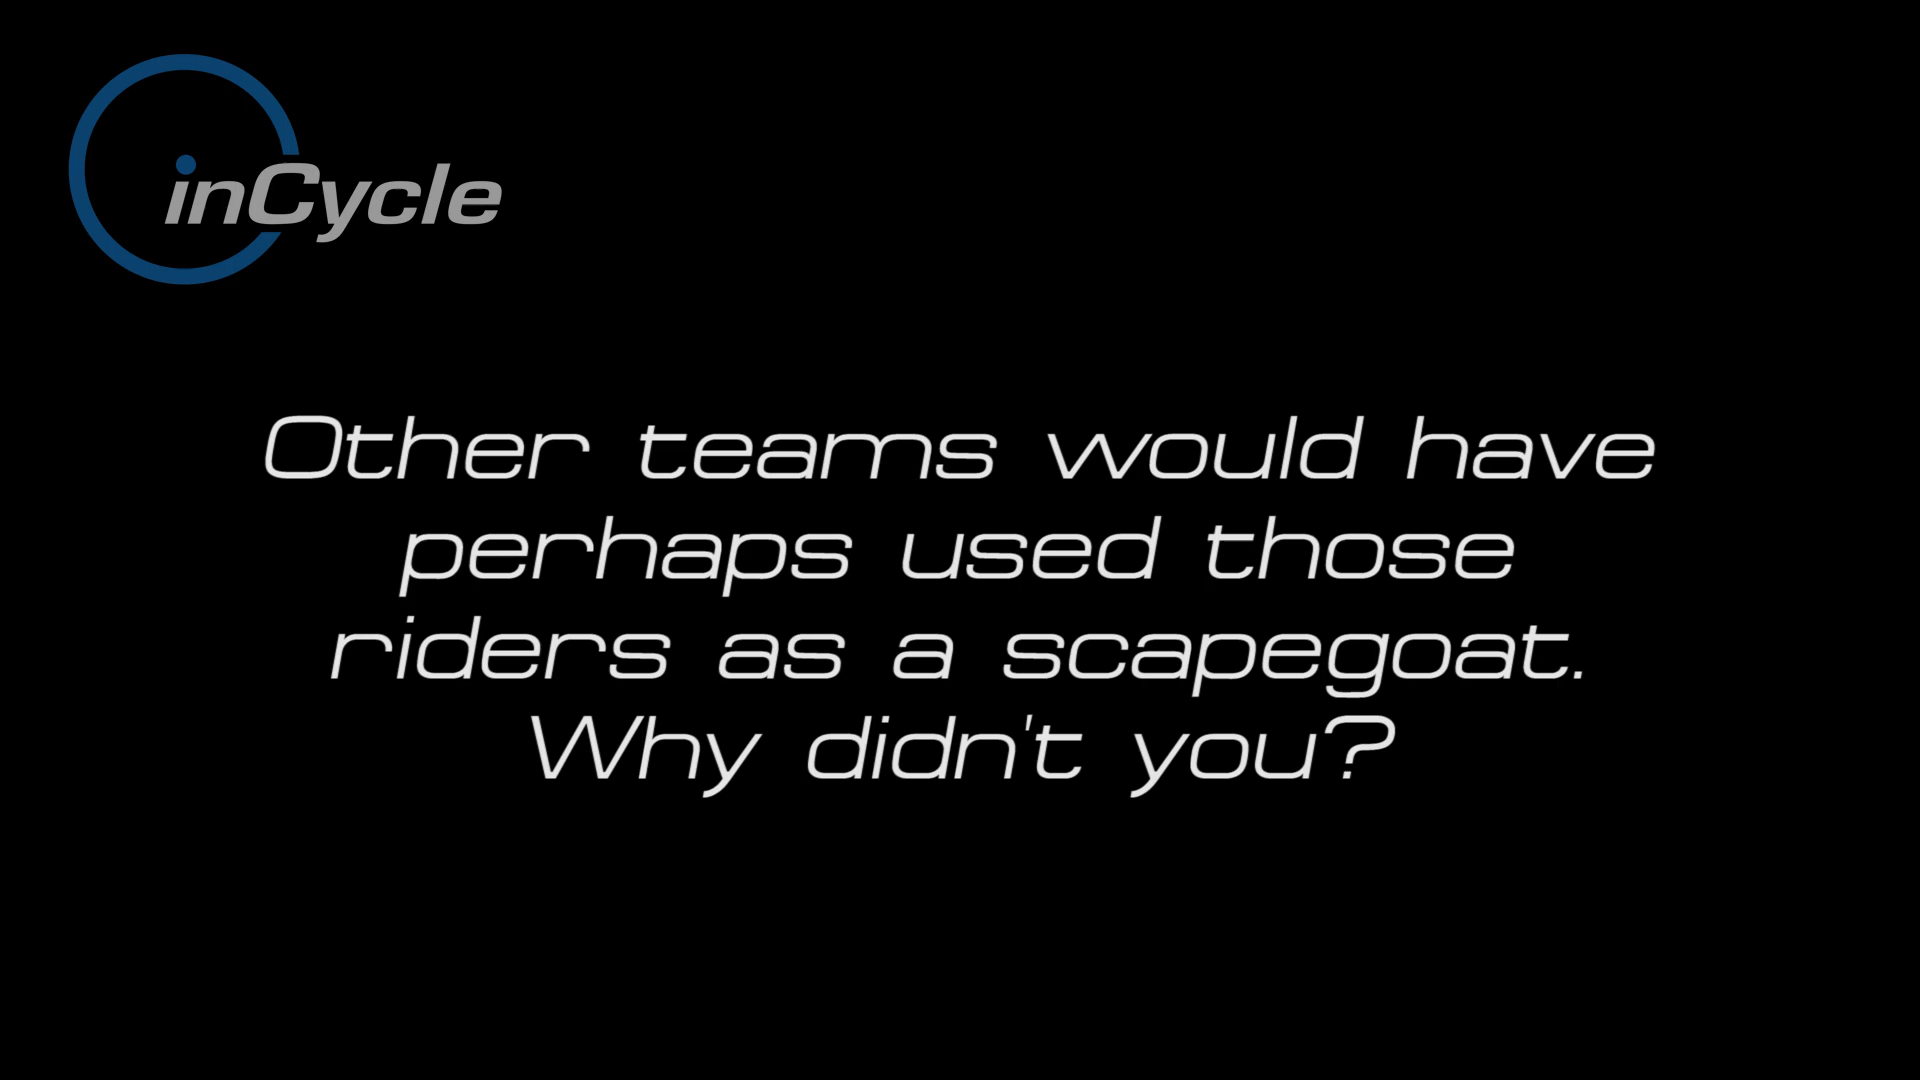 inCycle
Other teams would have
perhaps used those
riders as a scapegoat.
Why didn't you?